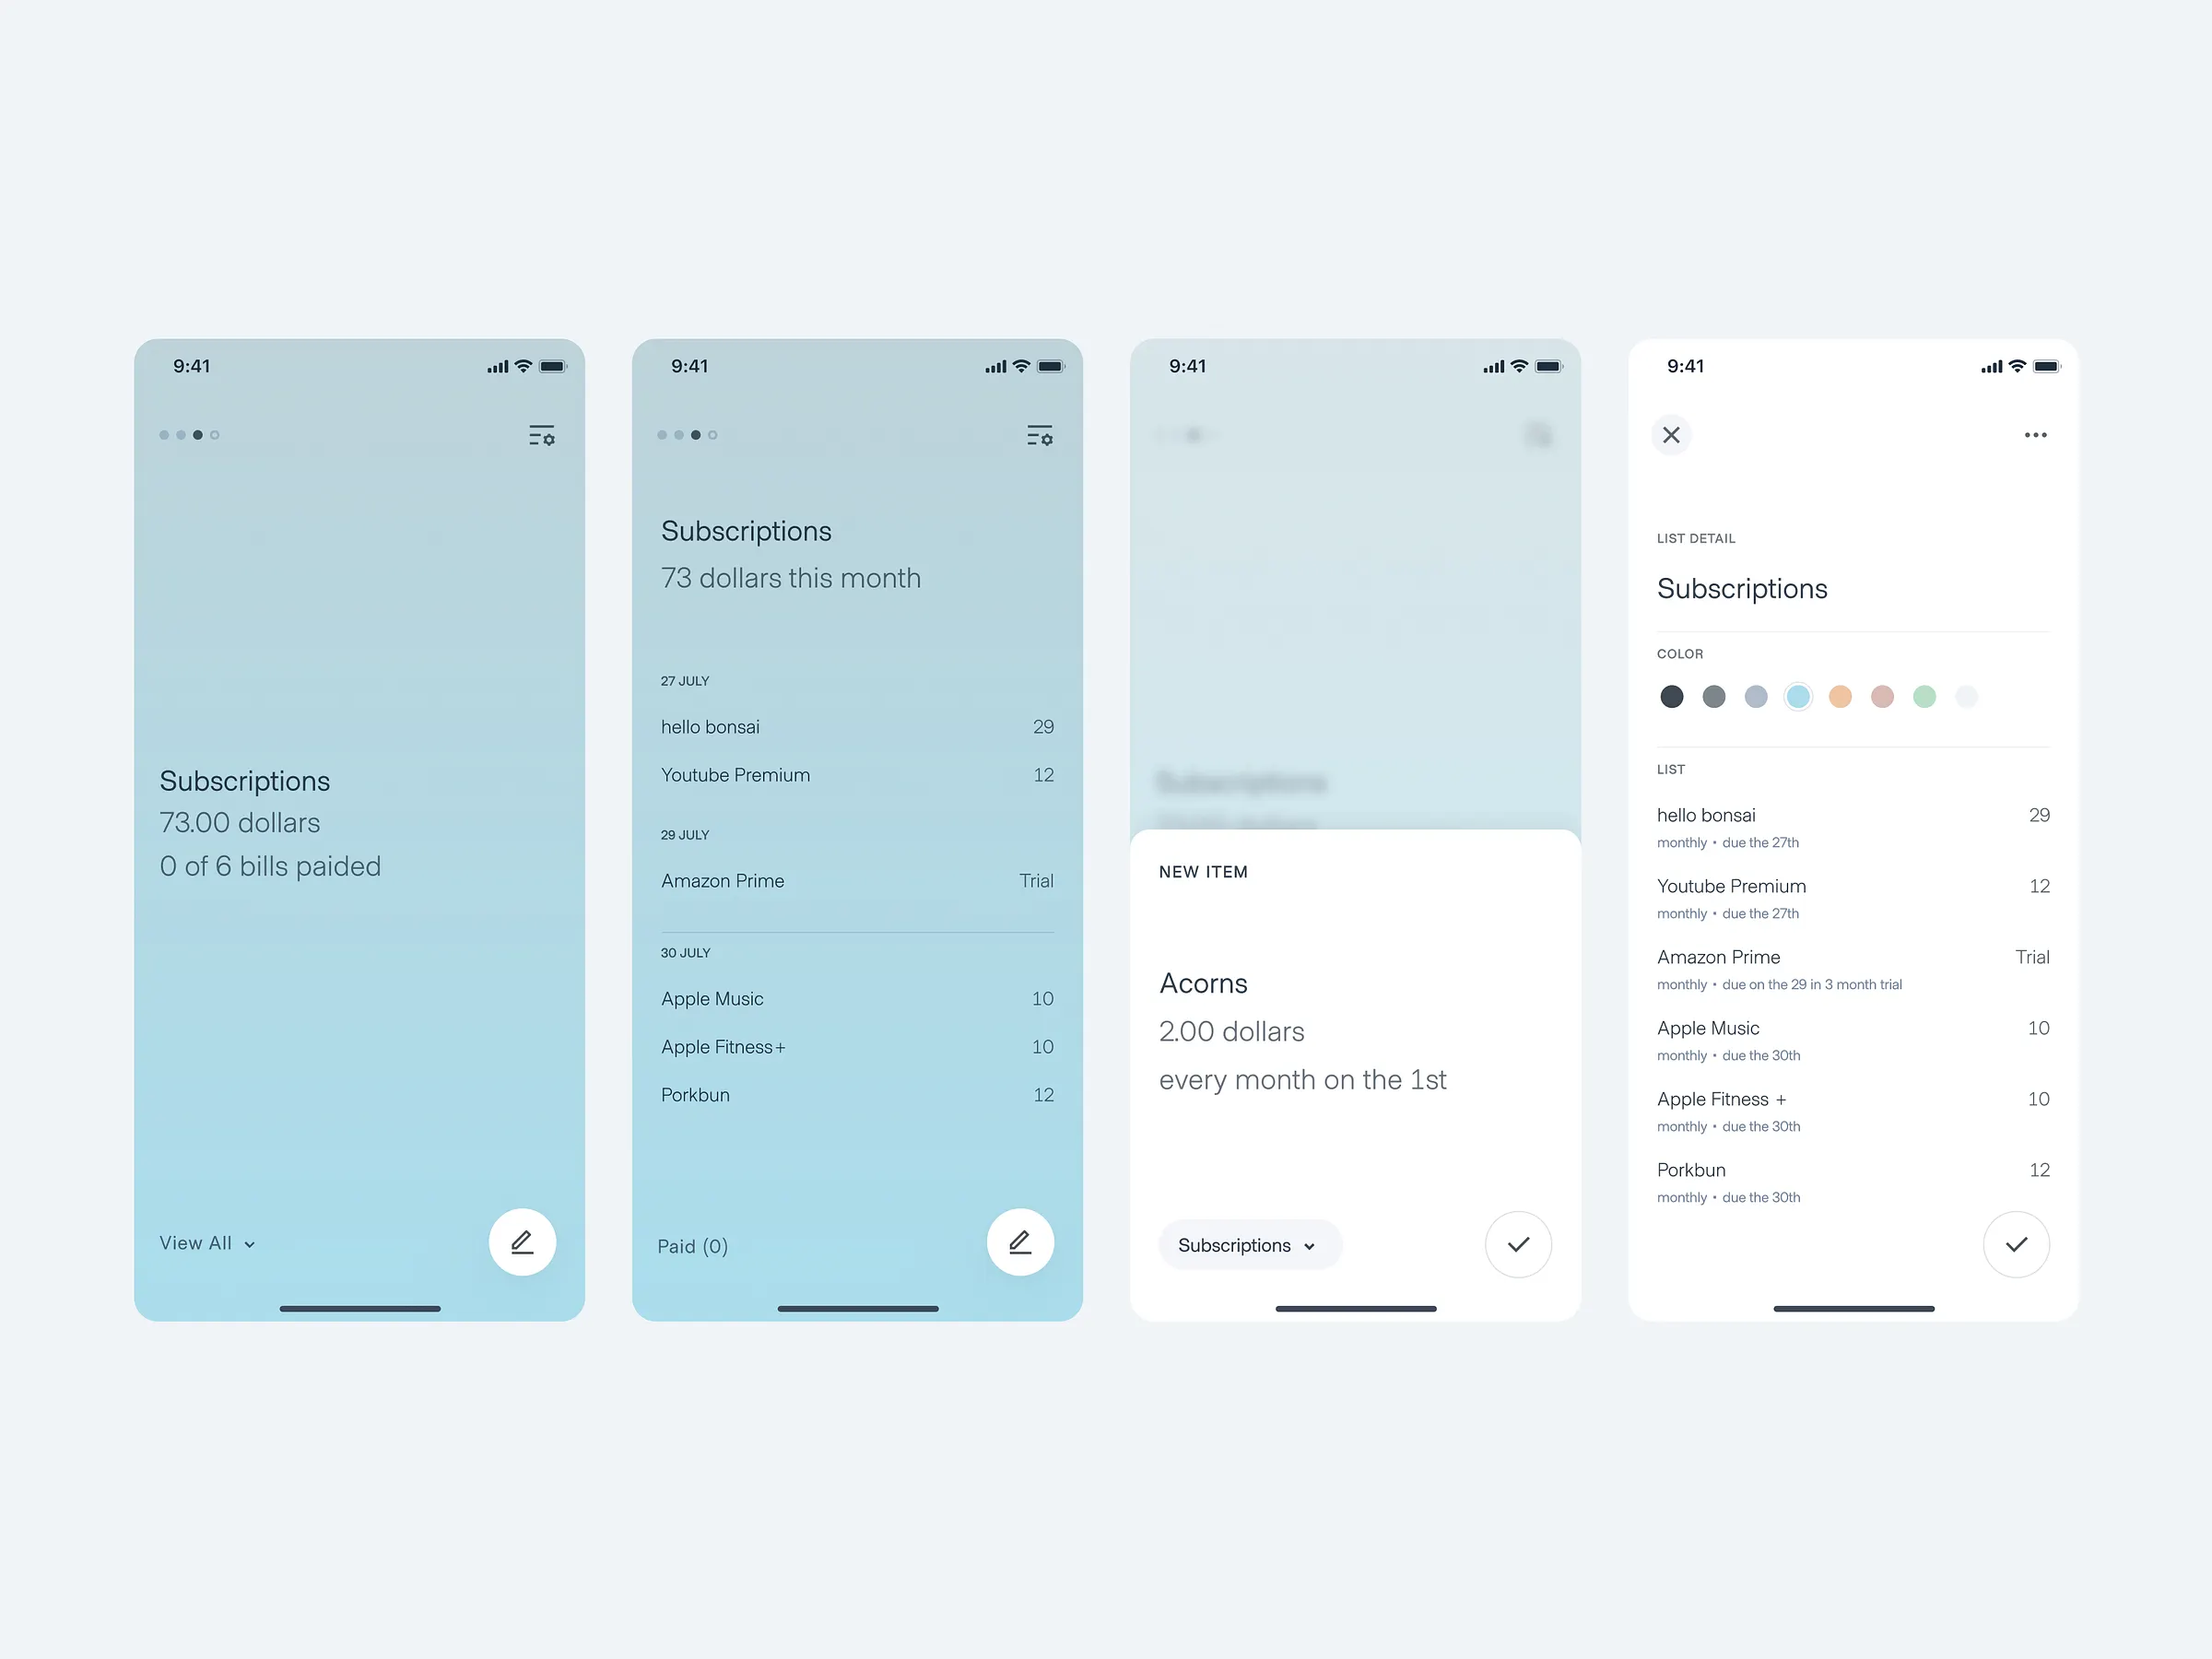 9:41
Subscriptions
73.00 dollars
0 of 6 bills paided
View All
9:41
Subscriptions
73 dollars this month
27 JULY
hello bonsai 29
Youtube Premium 12
29 JULY
Amazon Prime Trial
30 JULY
Apple Music 10
Apple Fitness+ 10
Porkbun 12
Paid (0)
9:41
Subscriptions
NEW ITEM
Acorns
2.00 dollars
every month on the 1st
Subscriptions
9:41
LIST DETAIL
Subscriptions
COLOR
LIST
hello bonsai 29
monthly • due the 27th
Youtube Premium 12
monthly • due the 27th
Amazon Prime Trial
monthly • due on the 29 in 3 month trial
Apple Music 10
monthly • due the 30th
Apple Fitness + 10
monthly • due the 30th
Porkbun 12
monthly • due the 30th